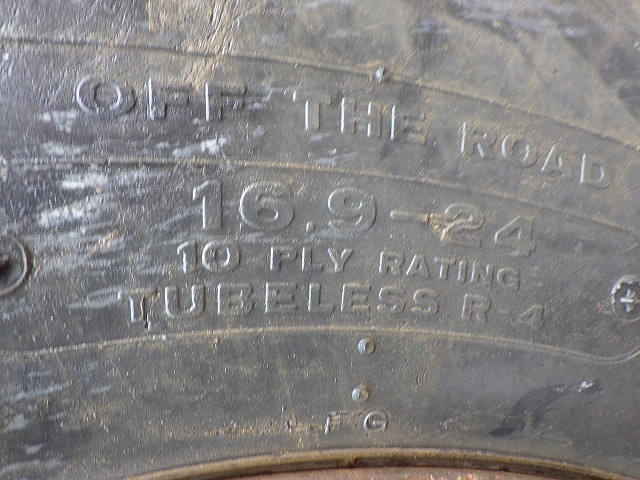 OFF THE ROAD
16.9-24
10 PLY RATING
TUBELESS R-4
FG